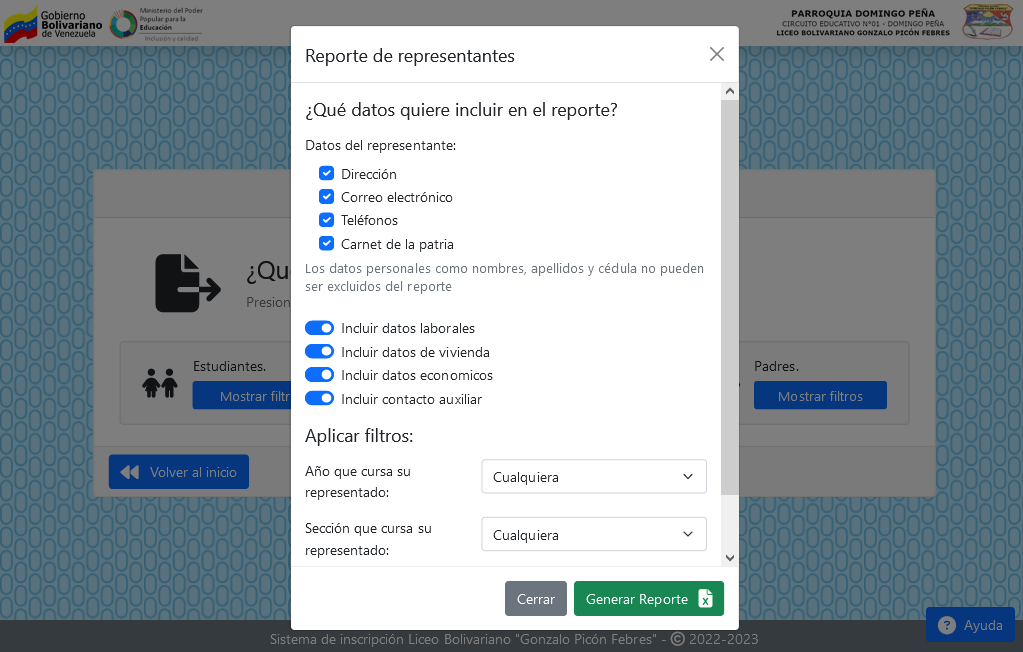 Gobierno
Bolivariano
de Venezuela
Ministerio del Poder
Popular para la
Educación
Inclusión y calidad
PARROQUIA DOMINGO PEÑA
CIRCUITO EDUCATIVO N°01 - DOMINGO PEÑA
LICEO BOLIVARIANO GONZALO PICÓN FEBRES
Reporte de representantes
¿Qué datos quiere incluir en el reporte?
Datos del representante:
Dirección
Correo electrónico
Teléfonos
Carnet de la patria
Los datos personales como nombres, apellidos y cédula no pueden
ser excluidos del reporte
Incluir datos laborales
Incluir datos de vivienda
Incluir datos economicos
Incluir contacto auxiliar
Aplicar filtros:
Año que cursa su
representado:
Cualquiera
Sección que cursa su
representado:
Cualquiera
Cerrar
Generar Reporte
¿Qu
Presion
Estudiantes.
Mostrar filtr
Padres.
Mostrar filtros
Volver al inicio
Ayuda
Sistema de inscripción Liceo Bolivariano "Gonzalo Picón Febres" - © 2022-2023